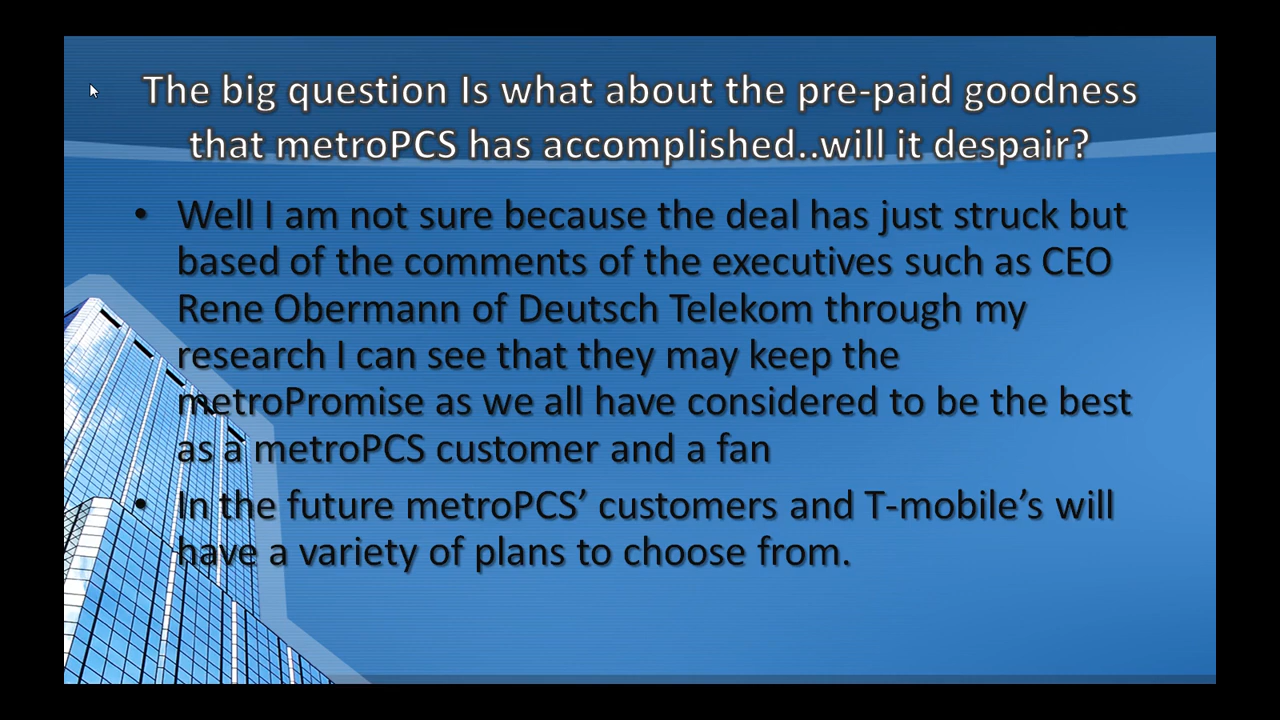 The big question Is what about the pre-paid goodness
that metroPCS has accomplished..will it despair?
• Well I am not sure because the deal has just struck but
based of the comments of the executives such as CEO
Rene Obermann of Deutsch Telekom through my
research I can see that they may keep the
metroPromise as we all have considered to be the best
as a metroPCS customer and a fan
• In the future metroPCS’ customers and T-mobile’s will
have a variety of plans to choose from.